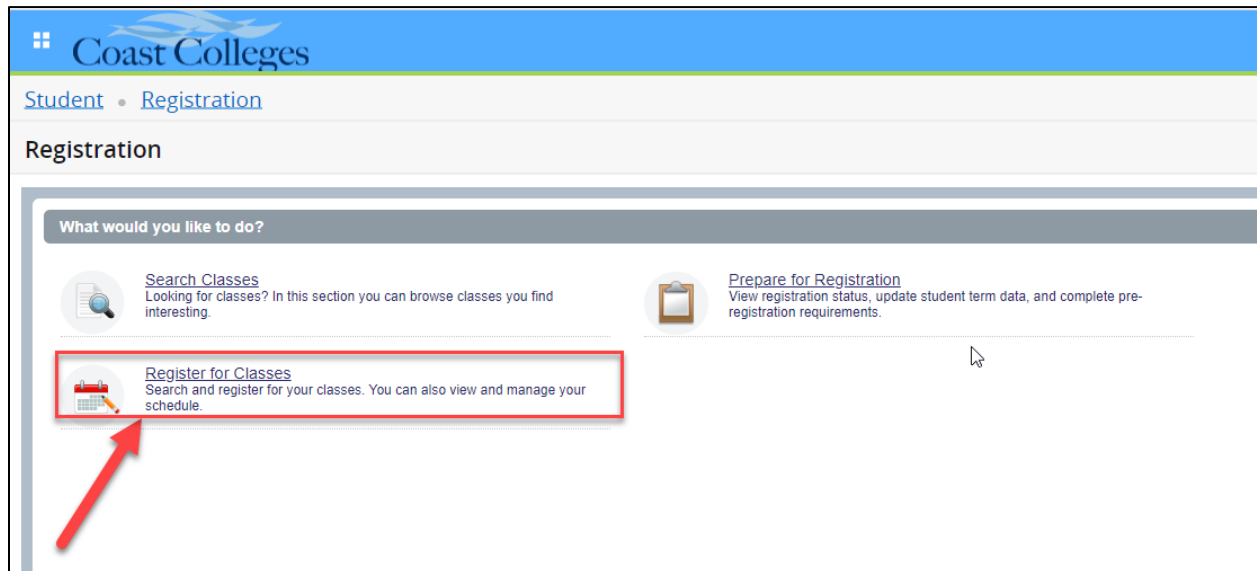 Coast Colleges
Student • Registration
Registration
What would you like to do?
Search Classes
Looking for classes? In this section you can browse classes you find
interesting.
Prepare for Registration
View registration status, update student term data, and complete pre-
registration requirements.
Register for Classes
Search and register for your classes. You can also view and manage your
schedule.